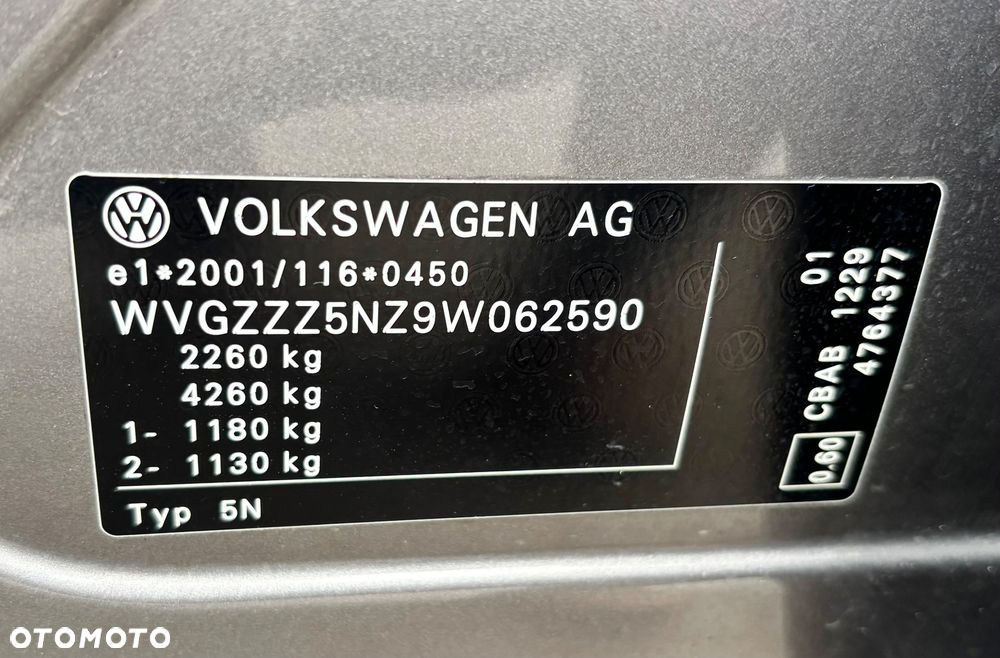 VOLKSWAGEN AG
e1*2001/116*0450
WVGZZZ5NZ9W062590
2260 kg
4260 kg
1- 1180 kg
2- 1130 kg
Typ 5N
01
CBAB 1229
4764377
0.60
OTOMOTO